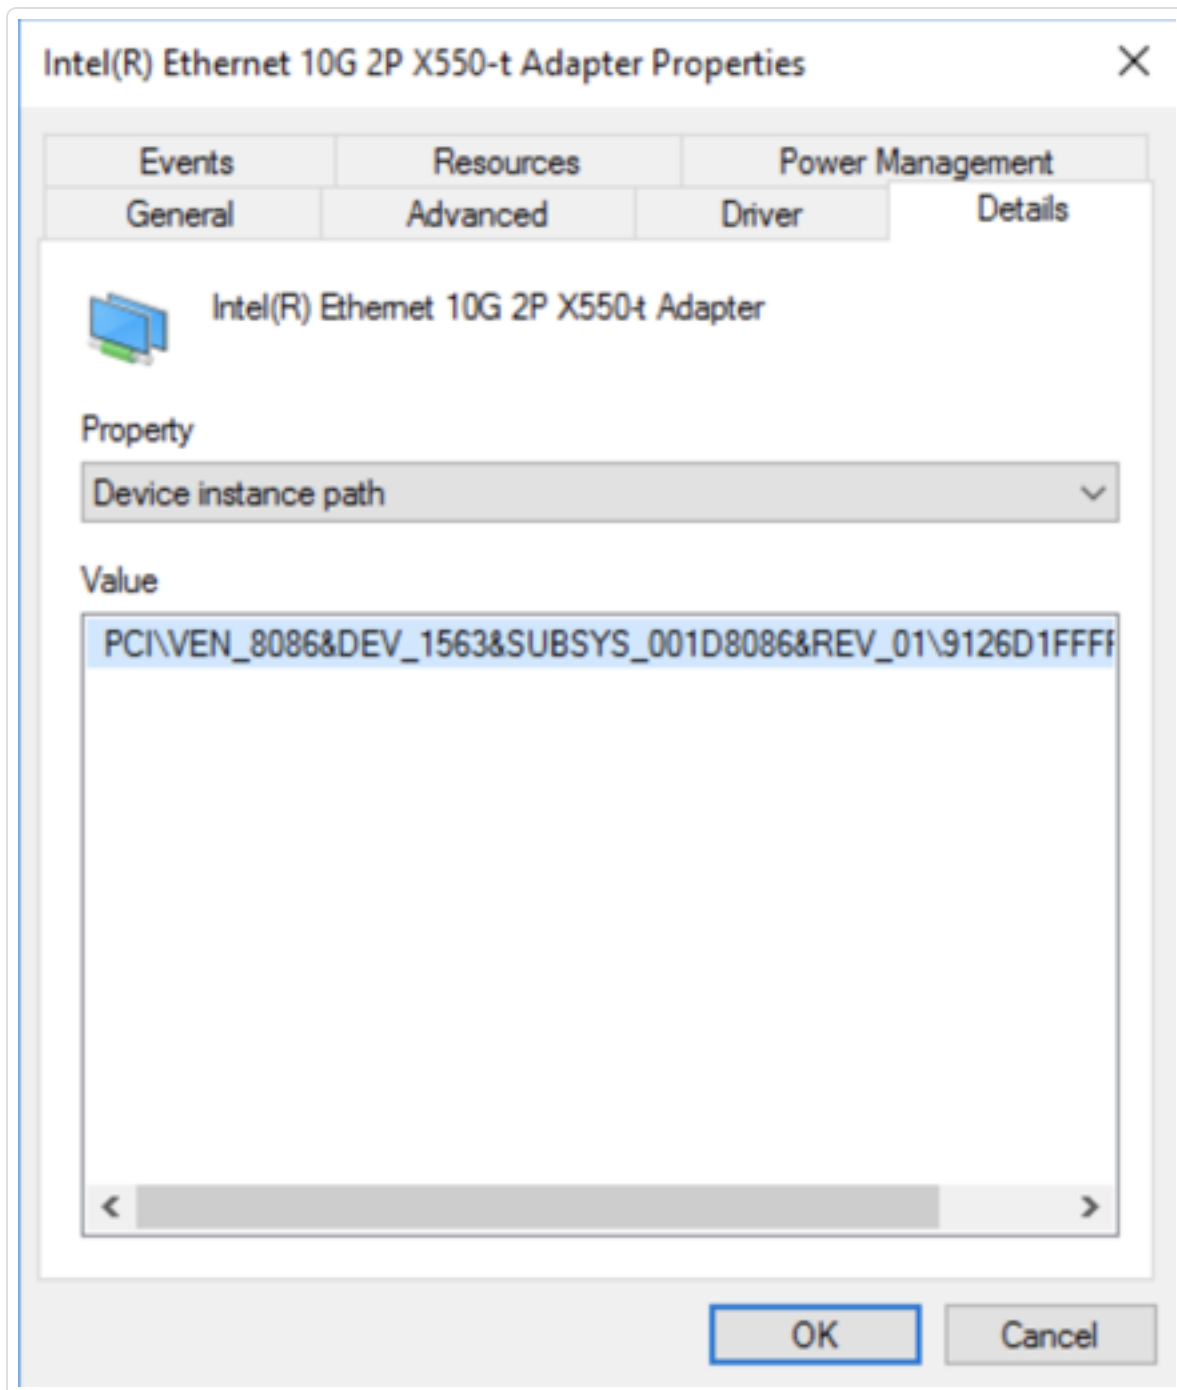 Intel(R) Ethernet 10G 2P X550-t Adapter Properties
Events Resources Power Management
General Advanced Driver Details
Intel(R) Ethernet 10G 2P X550-t Adapter
Property
Device instance path
Value
PCI\VEN_8086&DEV_1563&SUBSYS_001D8086&REV_01\9126D1FFFF
OK Cancel